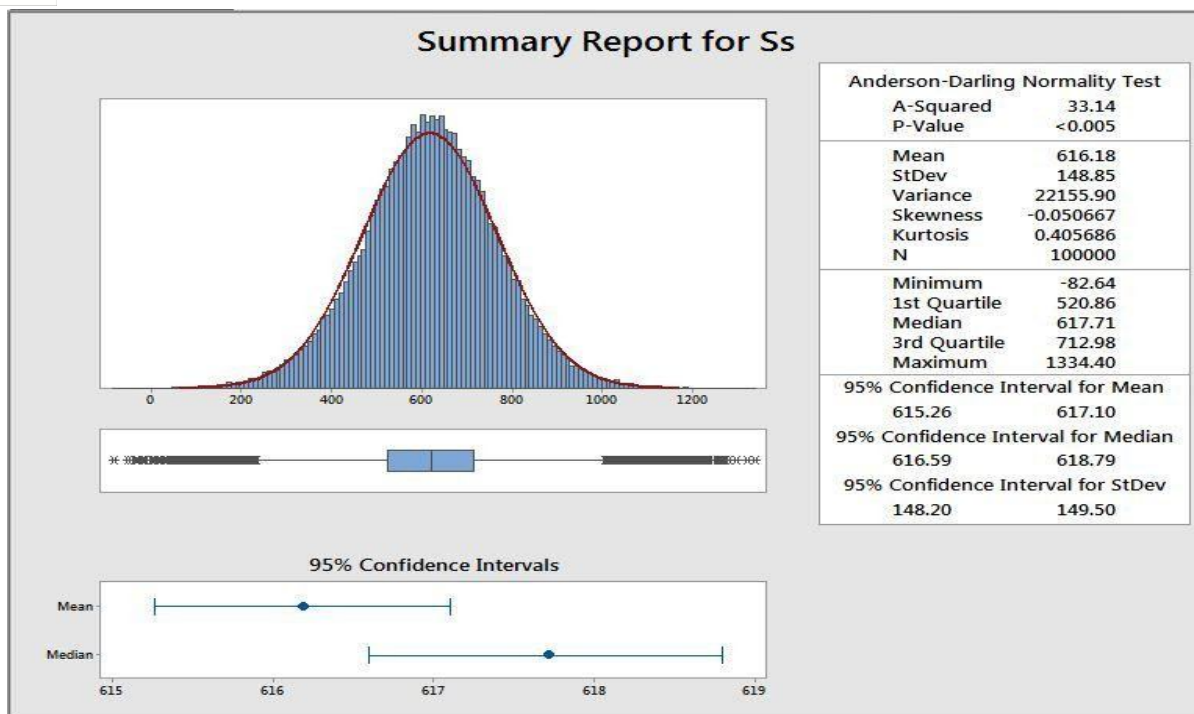 Summary Report for Ss
Anderson-Darling Normality Test
A-Squared 33.14
P-Value <0.005
Mean 616.18
StDev 148.85
Variance 22155.90
Skewness -0.050667
Kurtosis 0.405686
N 100000
Minimum -82.64
1st Quartile 520.86
Median 617.71
3rd Quartile 712.98
Maximum 1334.40
95% Confidence Interval for Mean
615.26 617.10
95% Confidence Interval for Median
616.59 618.79
95% Confidence Interval for StDev
148.20 149.50
0 200 400 600 800 1000 1200
95% Confidence Intervals
Mean
Median
615 616 617 618 619